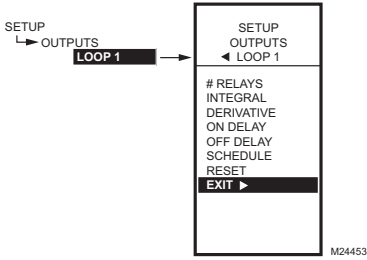 SETUP
OUTPUTS
LOOP 1
SETUP
OUTPUTS
◄ LOOP 1
# RELAYS
INTEGRAL
DERIVATIVE
ON DELAY
OFF DELAY
SCHEDULE
RESET
EXIT ►
M24453